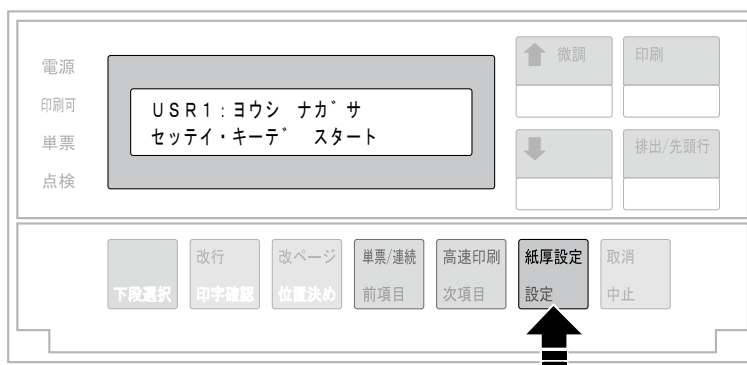 電源
印刷可
単票
点検
USR1:ヨウシ ナガサ
セッテイ・キーデ スタート
微調
印刷
排出/先頭行
下段選択
改行
印字確認
改ページ
位置決め
単票/連続
前項目
高速印刷
次項目
紙厚設定
設定
取消
中止